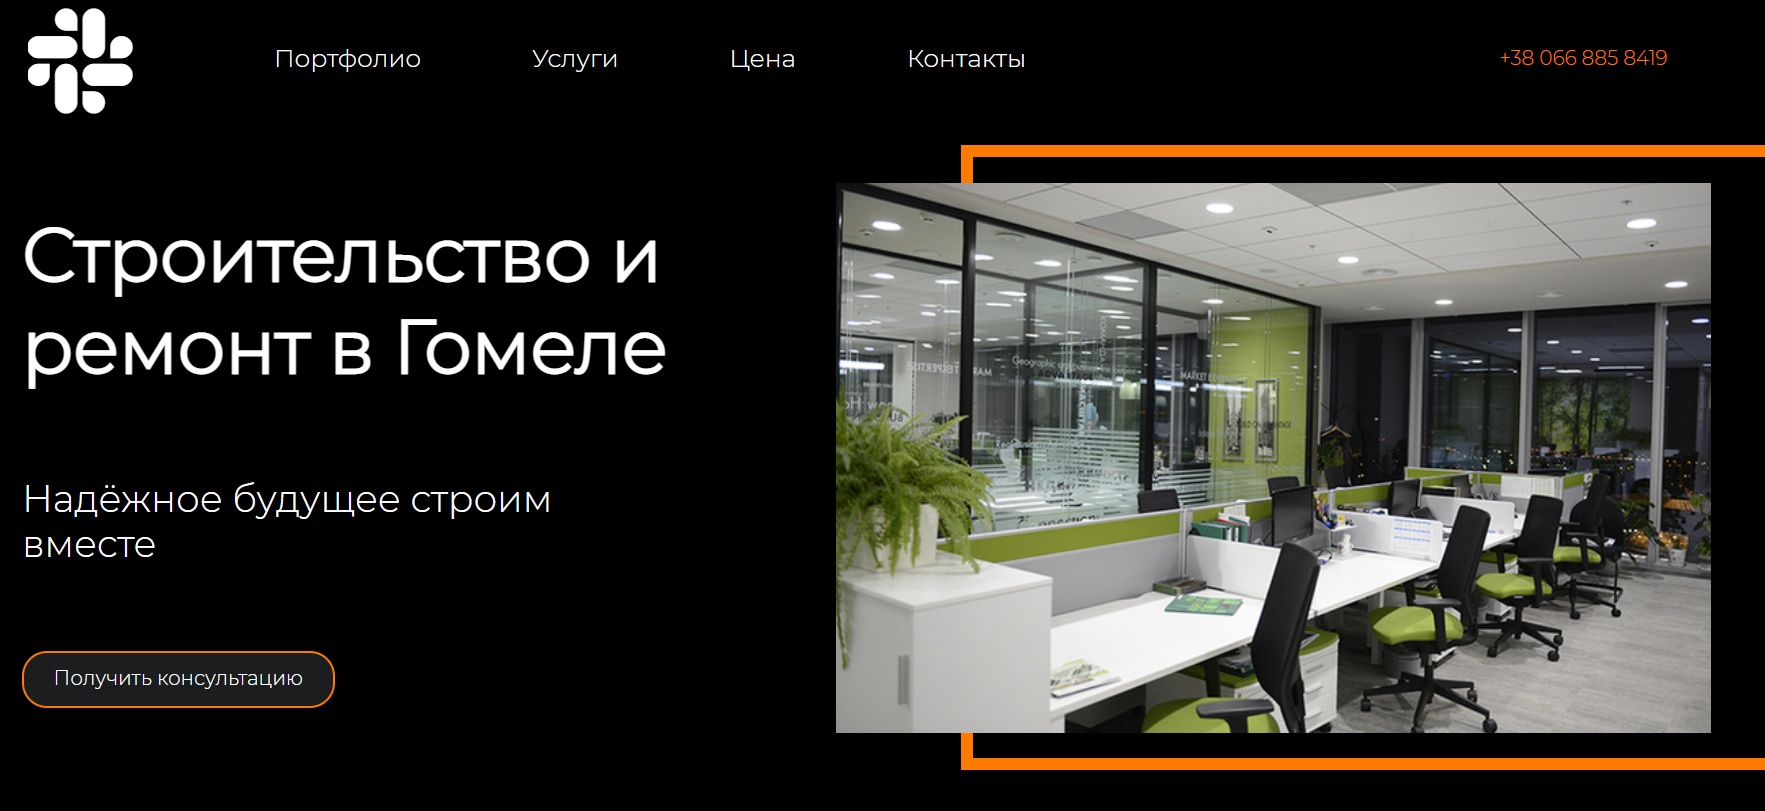 Портфолио
Услуги
Цена
Контакты
+38 066 885 8419
Строительство и
ремонт в Гомеле
Надёжное будущее строим
вместе
Получить консультацию